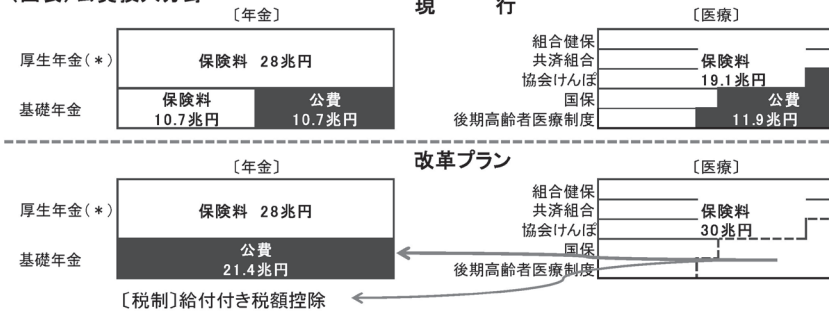 現　行
〔年金〕
〔医療〕
厚生年金(＊)
保険料 28兆円
基礎年金
保険料
10.7兆円
公費
10.7兆円
組合健保
共済組合
協会けんぽ
国保
後期高齢者医療制度
保険料
19.1兆円
公費
11.9兆円
改革プラン
〔年金〕
〔医療〕
厚生年金(＊)
保険料 28兆円
基礎年金
公費
21.4兆円
組合健保
共済組合
協会けんぽ
国保
後期高齢者医療制度
保険料
30兆円
〔税制〕給付付き税額控除